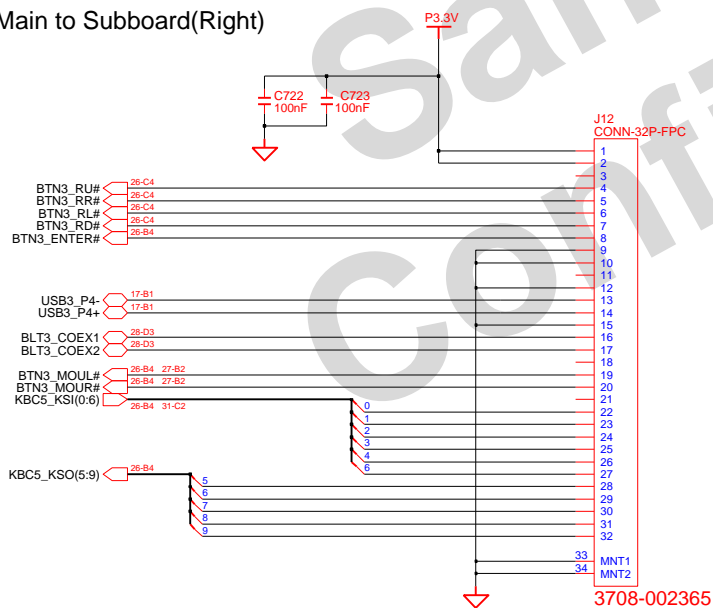 Main to Subboard(Right)
P3.3V
C722
100nF
C723
100nF
J12
CONN-32P-FPC
1
2
3
BTN3_RU# 26-C4 4
BTN3_RR# 26-C4 5
BTN3_RL# 26-C4 6
BTN3_RD# 26-C4 7
BTN3_ENTER# 26-B4 8
9
10
11
12
USB3_P4- 17-B1 13
USB3_P4+ 17-B1 14
15
BLT3_COEX1 28-D3 16
BLT3_COEX2 28-D3 17
18
BTN3_MOUL# 26-B4 27-B2 19
BTN3_MOUR# 26-B4 27-B2 20
KBC5_KSI(0:6) 26-B4 31-C2 21
0 22
1 23
2 24
3 25
4 26
6 27
KBC5_KSO(5:9) 26-B4
5 28
6 29
7 30
8 31
9 32
33 MNT1
34 MNT2
3708-002365